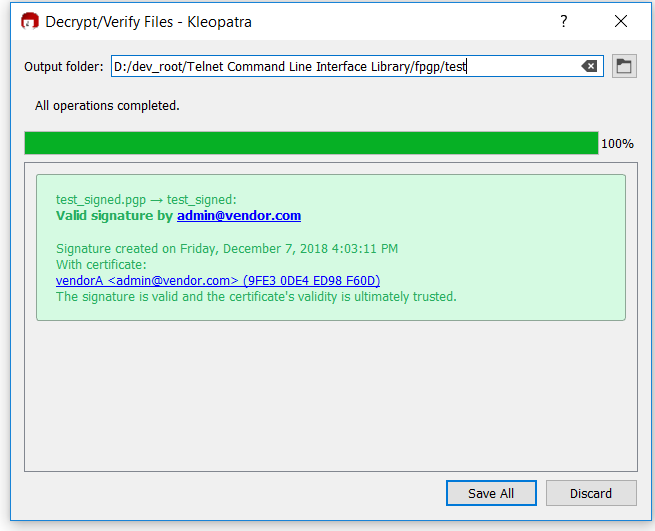 Decrypt/Verify Files - Kleopatra
?
Output folder: D:/dev_root/Telnet Command Line Interface Library/fpgp/test
All operations completed.
100%
test_signed.pgp → test_signed:
Valid signature by admin@vendor.com
Signature created on Friday, December 7, 2018 4:03:11 PM
With certificate:
vendorA <admin@vendor.com> (9FE3 0DE4 ED98 F60D)
The signature is valid and the certificate's validity is ultimately trusted.
Save All Discard